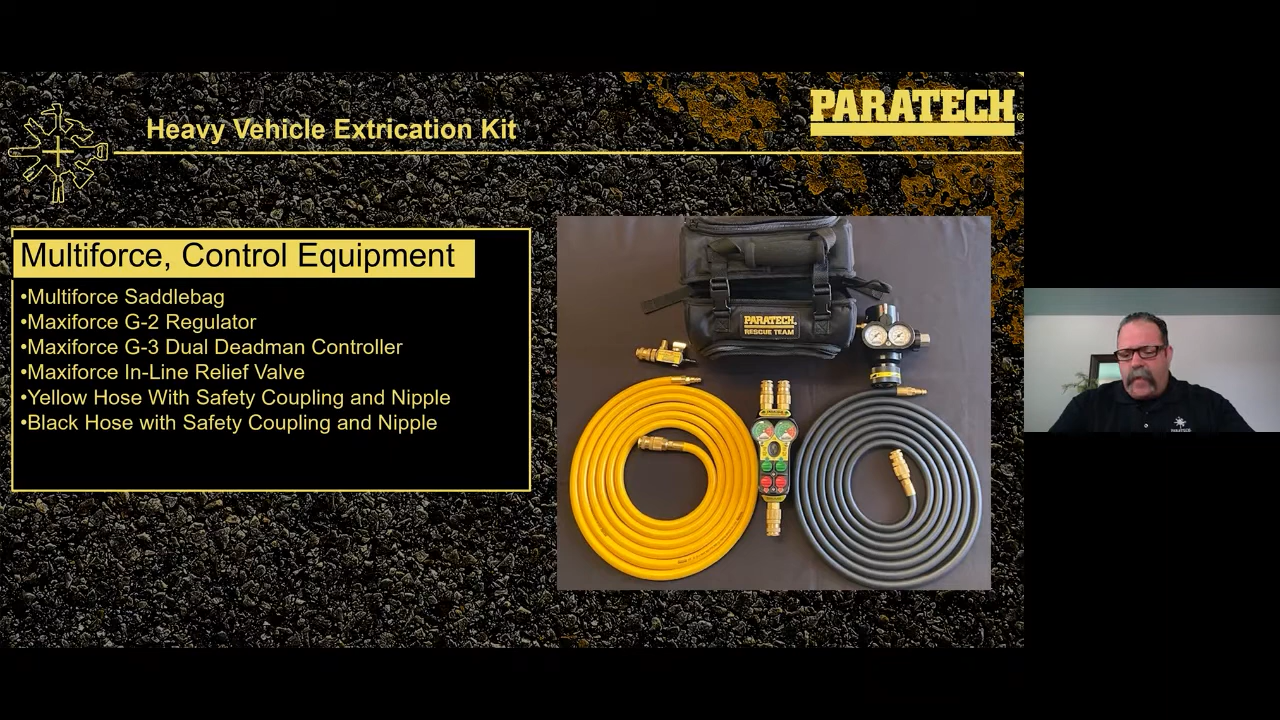 Heavy Vehicle Extrication Kit
PARATECH®
Multiforce, Control Equipment
•Multiforce Saddlebag
•Maxiforce G-2 Regulator
•Maxiforce G-3 Dual Deadman Controller
•Maxiforce In-Line Relief Valve
•Yellow Hose With Safety Coupling and Nipple
•Black Hose with Safety Coupling and Nipple
PARATECH
RESCUE TEAM
PARATECH